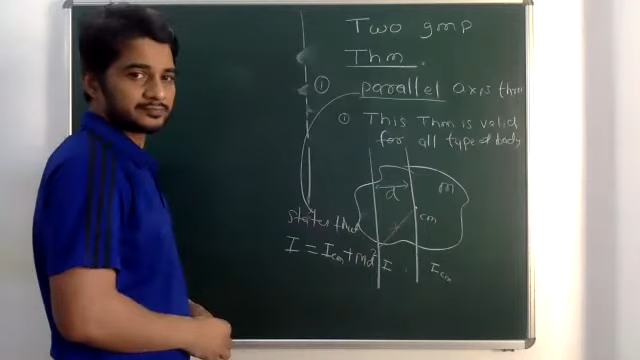 Two gmp
Thm.
① parallel axis thm
① This Thm is valid
for all type of body
d
m
cm
states that
I = Icm + md²
I
Icm